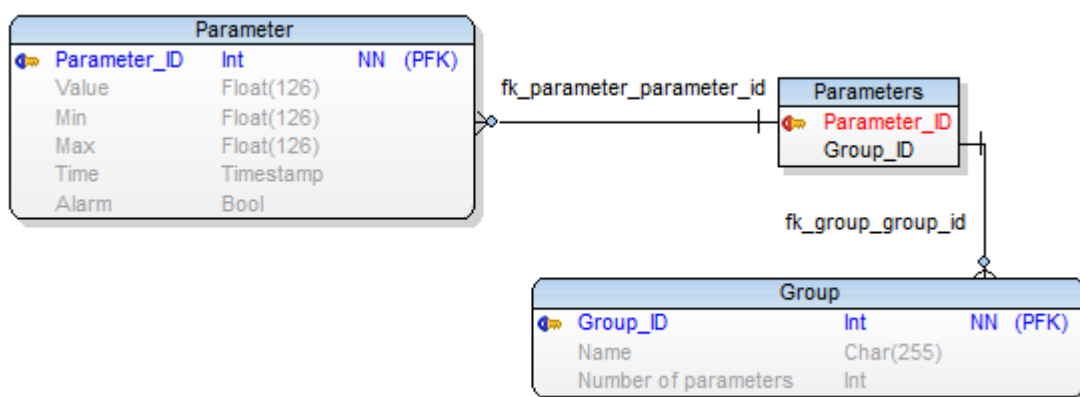 Parameter
Parameter_ID Int NN (PFK)
Value Float(126)
Min Float(126)
Max Float(126)
Time Timestamp
Alarm Bool
fk_parameter_parameter_id
Parameters
Parameter_ID
Group_ID
fk_group_group_id
Group
Group_ID Int NN (PFK)
Name Char(255)
Number of parameters Int